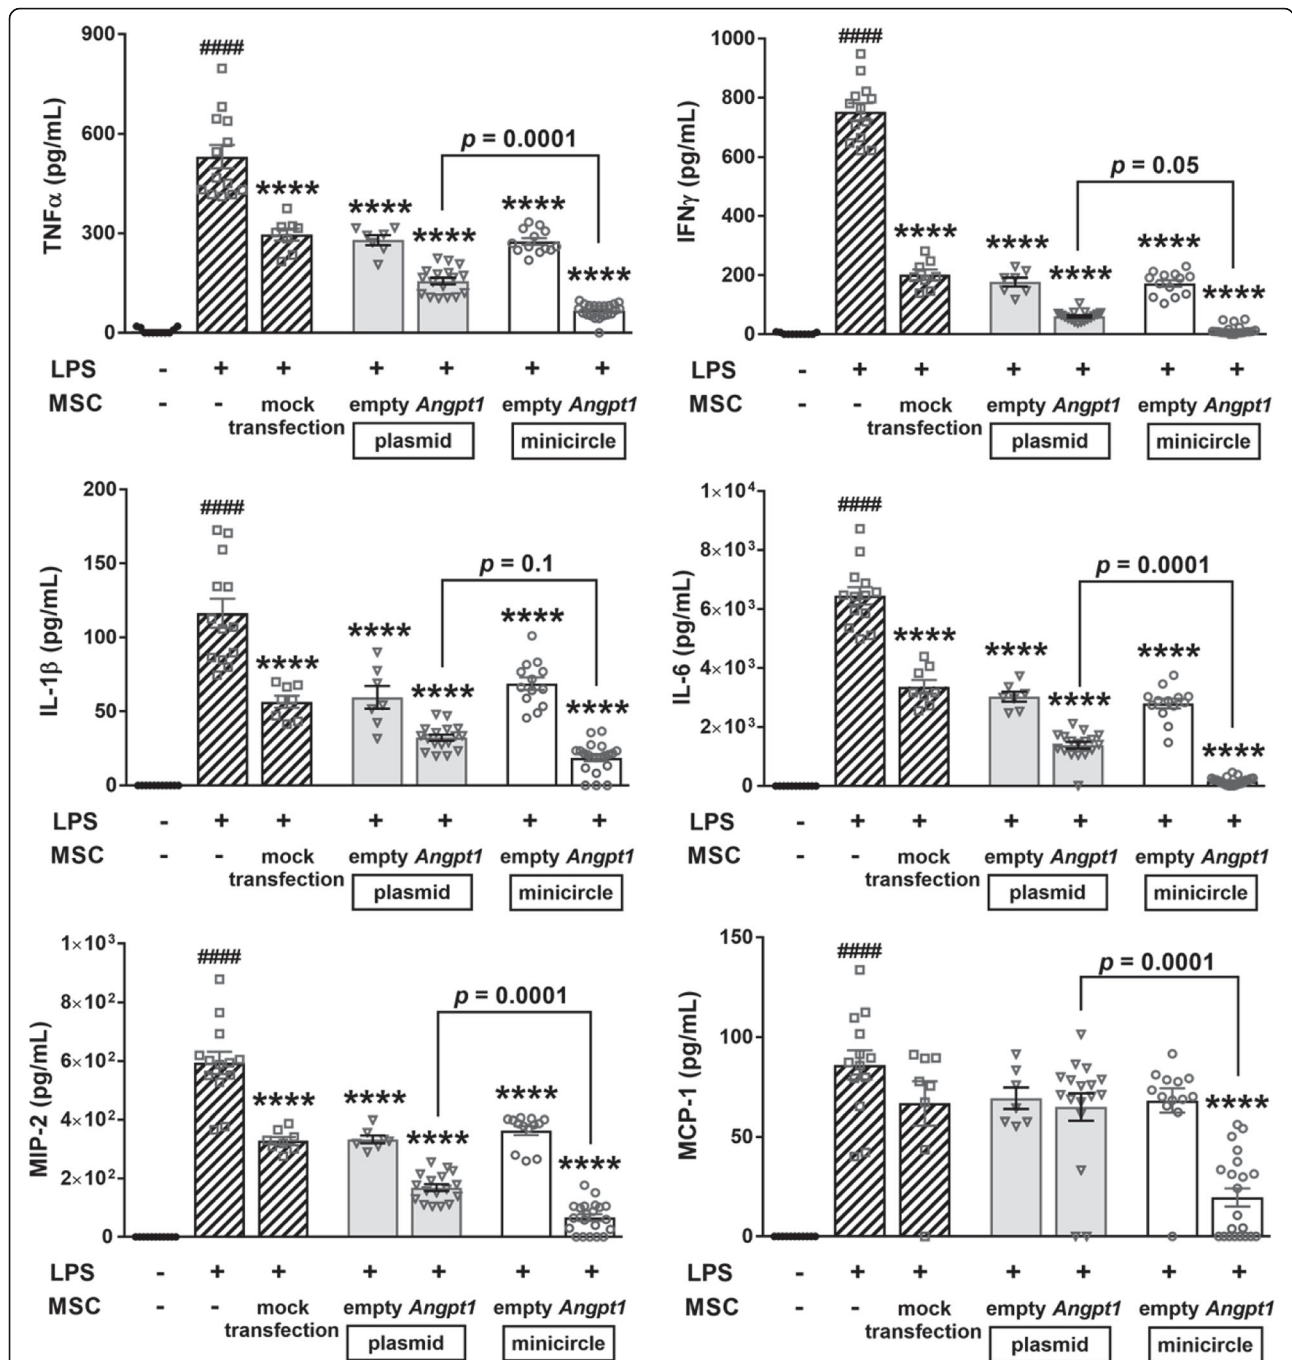 TNFα (pg/mL)
900
600
300
0
####
****
****
****
****
****
p = 0.0001
LPS - + + + + + +
MSC - - mock transfection empty Angpt1 empty Angpt1
plasmid minicircle
IFNγ (pg/mL)
1000
800
600
400
200
0
####
****
****
****
****
****
p = 0.05
LPS - + + + + + +
MSC - - mock transfection empty Angpt1 empty Angpt1
plasmid minicircle
IL-1β (pg/mL)
200
150
100
50
0
####
****
****
****
****
****
p = 0.1
LPS - + + + + + +
MSC - - mock transfection empty Angpt1 empty Angpt1
plasmid minicircle
IL-6 (pg/mL)
1×10⁴
8×10³
6×10³
4×10³
2×10³
0
####
****
****
****
****
****
p = 0.0001
LPS - + + + + + +
MSC - - mock transfection empty Angpt1 empty Angpt1
plasmid minicircle
MIP-2 (pg/mL)
1×10³
8×10²
6×10²
4×10²
2×10²
0
####
****
****
****
****
****
p = 0.0001
LPS - + + + + + +
MSC - - mock transfection empty Angpt1 empty Angpt1
plasmid minicircle
MCP-1 (pg/mL)
150
100
50
0
####
****
p = 0.0001
LPS - + + + + + +
MSC - - mock transfection empty Angpt1 empty Angpt1
plasmid minicircle